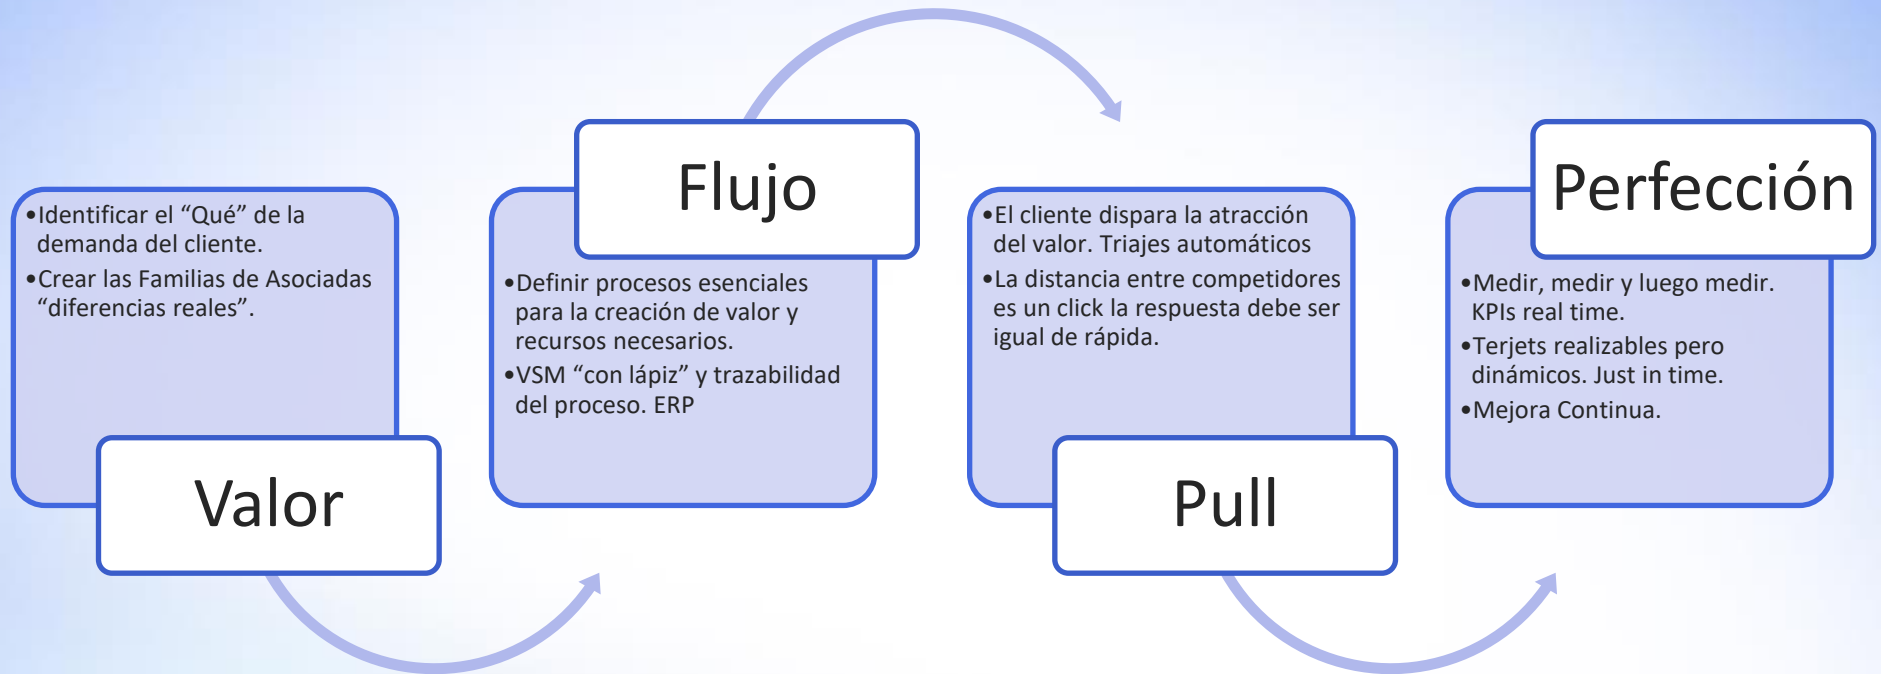 •Identificar el “Qué” de la
demanda del cliente.
•Crear las Familias de Asociadas
“diferencias reales”.
Valor
Flujo
•Definir procesos esenciales
para la creación de valor y
recursos necesarios.
•VSM “con lápiz” y trazabilidad
del proceso. ERP
•El cliente dispara la atracción
del valor. Triajes automáticos
•La distancia entre competidores
es un click la respuesta debe ser
igual de rápida.
Pull
Perfección
•Medir, medir y luego medir.
KPIs real time.
•Terjets realizables pero
dinámicos. Just in time.
•Mejora Continua.